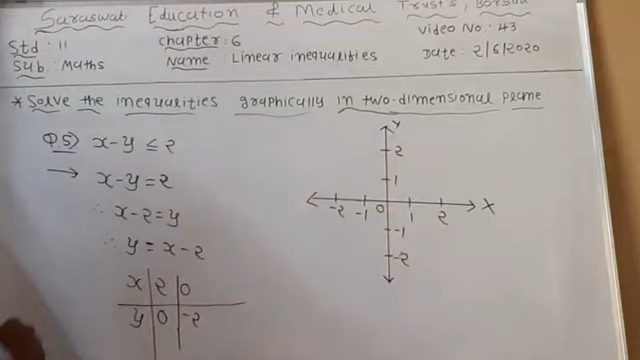 Saraswati Education & Medical Trust's, Borsad
Std : 11
Chapter : 6
Video No. 43
Sub. Maths
Name : Linear inequalities
Date : 2/6/2020
* Solve the inequalities graphically in two-dimensional plane
Q.5) x-y ≤ 2
→ x-y = 2
∴ x-2 = y
∴ y = x-2
x 2 0
y 0 -2
Y
2
1
-2 -1 0 1 2 X
-1
-2